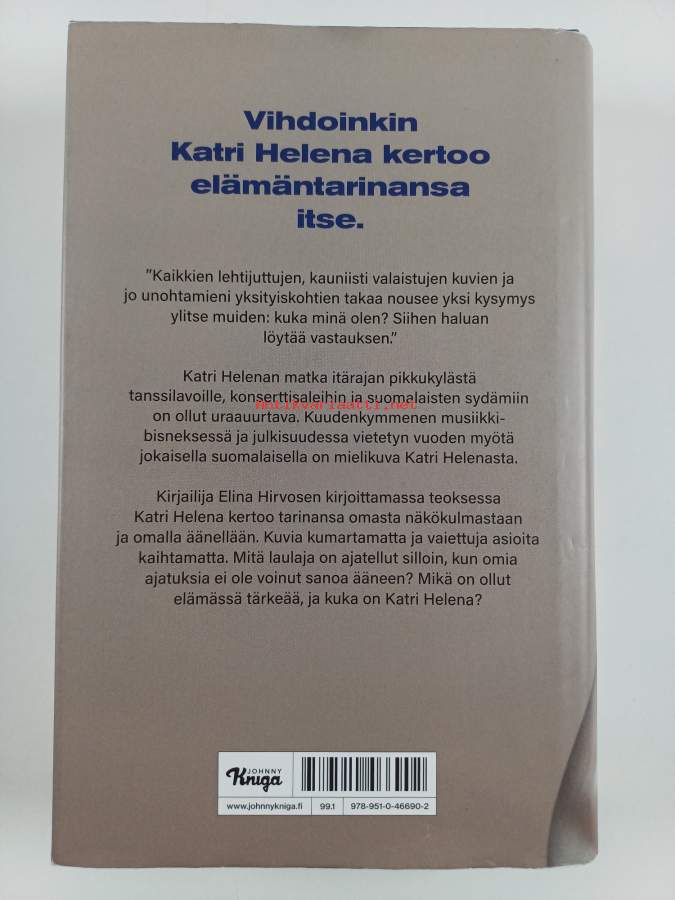 Vihdoinkin
Katri Helena kertoo
elämäntarinansa
itse.
”Kaikkien lehtijuttujen, kauniisti valaistujen kuvien ja
jo unohtamieni yksityiskohtien takaa nousee yksi kysymys
ylitse muiden: kuka minä olen? Siihen haluan
löytää vastauksen.”
Katri Helenan matka itärajan pikkukylästä
tanssilavoille, konserttisaleihin ja suomalaisten sydämiin
Antikvariaatti.net
on ollut uraauurtava. Kuudenkymmenen musiikki-
bisneksessä ja julkisuudessa vietetyn vuoden myötä
jokaisella suomalaisella on mielikuva Katri Helenasta.
Kirjailija Elina Hirvosen kirjoittamassa teoksessa
Katri Helena kertoo tarinansa omasta näkökulmastaan
ja omalla äänellään. Kuvia kumartamatta ja vaiettuja asioita
kaihtamatta. Mitä laulaja on ajatellut silloin, kun omia
ajatuksia ei ole voinut sanoa ääneen? Mikä on ollut
elämässä tärkeää, ja kuka on Katri Helena?
JOHNNY
Kniga
www.johnnykniga.fi 99.1 978-951-0-46690-2